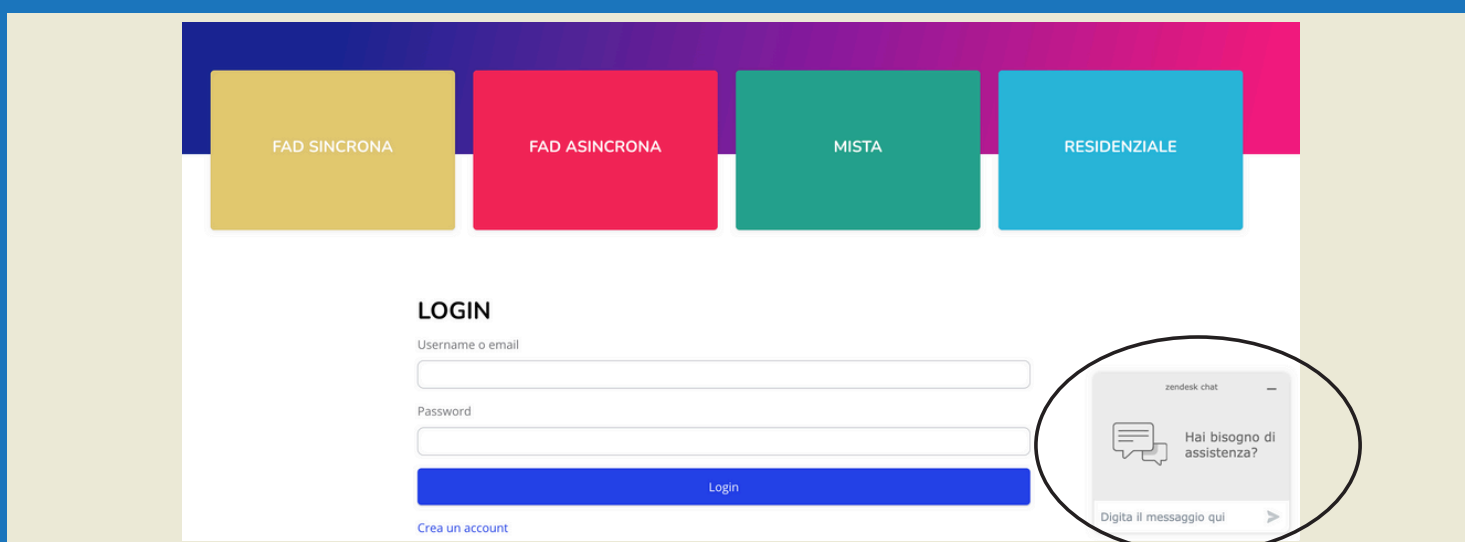 FAD SINCRONA
FAD ASINCRONA
MISTA
RESIDENZIALE
LOGIN
Username o email
Password
Login
Crea un account
zendesk chat
Hai bisogno di
assistenza?
Digita il messaggio qui